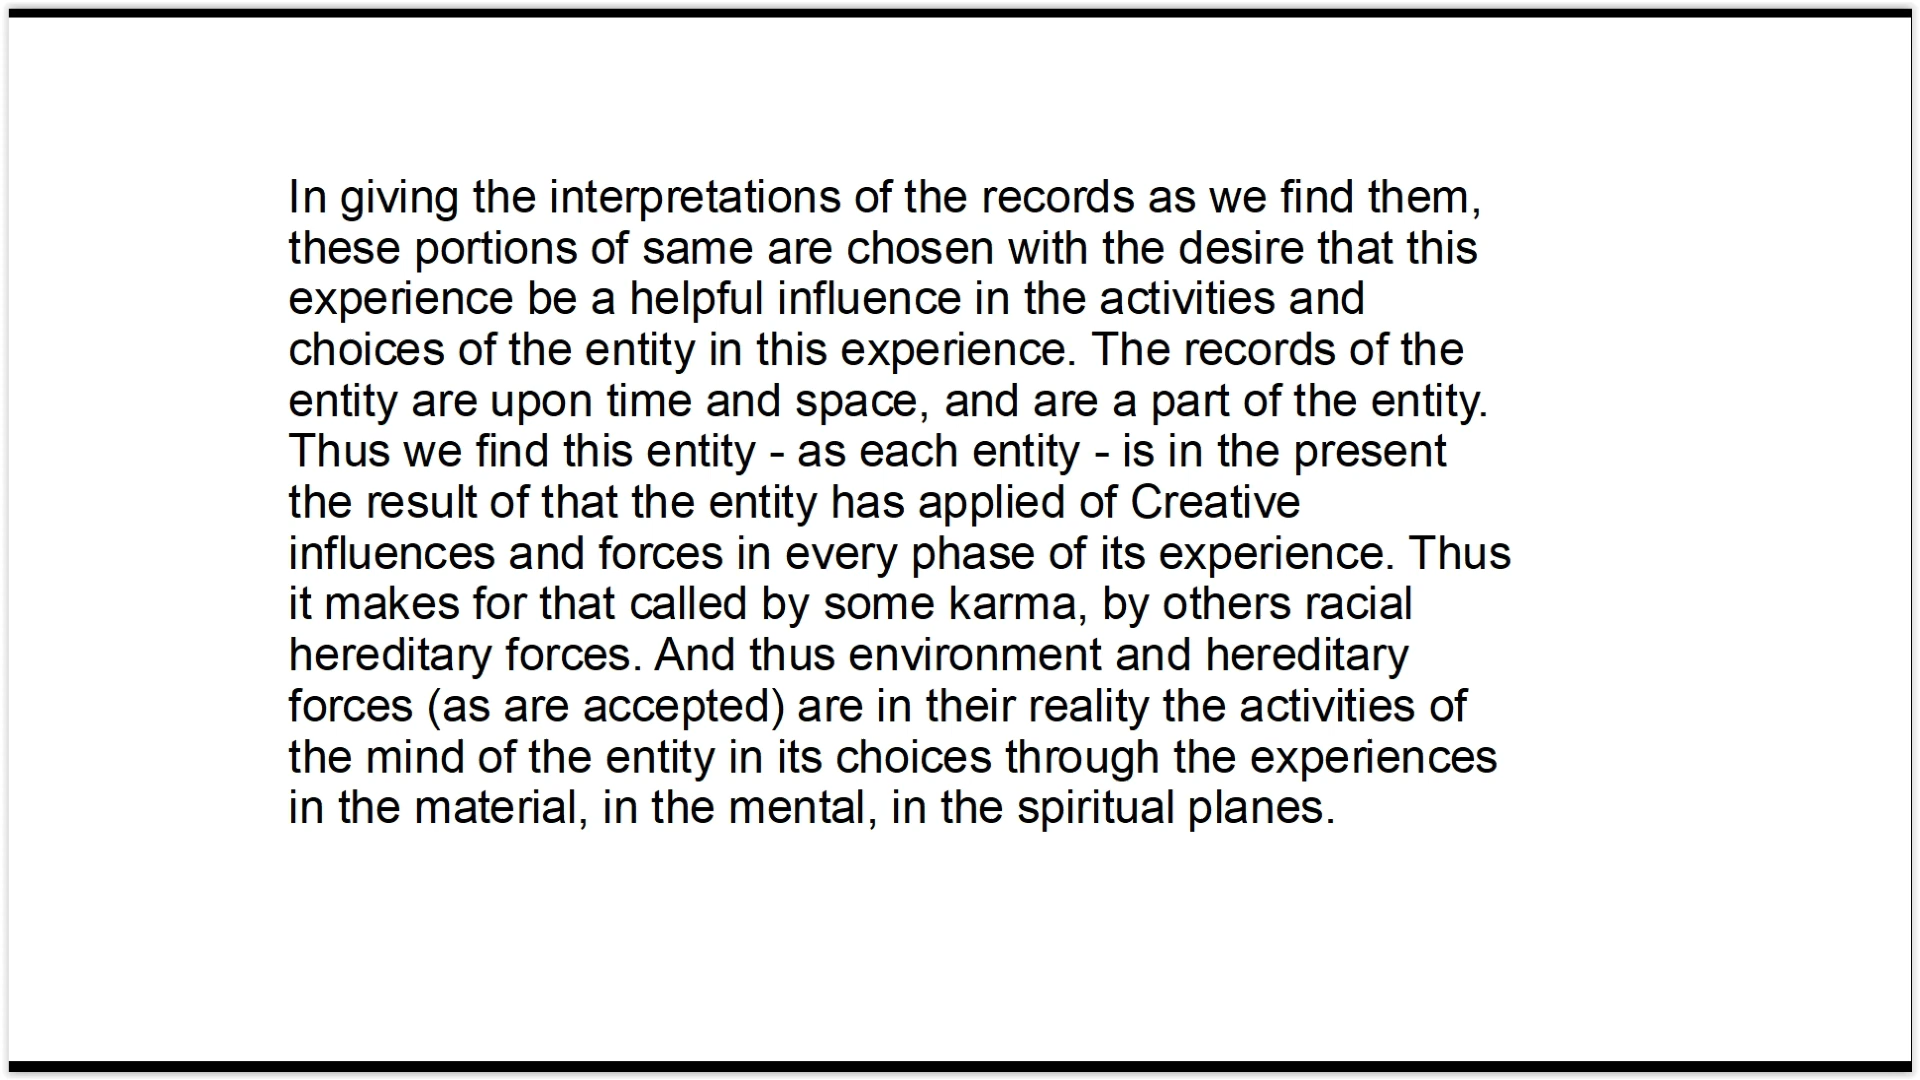 In giving the interpretations of the records as we find them,
these portions of same are chosen with the desire that this
experience be a helpful influence in the activities and
choices of the entity in this experience. The records of the
entity are upon time and space, and are a part of the entity.
Thus we find this entity - as each entity - is in the present
the result of that the entity has applied of Creative
influences and forces in every phase of its experience. Thus
it makes for that called by some karma, by others racial
hereditary forces. And thus environment and hereditary
forces (as are accepted) are in their reality the activities of
the mind of the entity in its choices through the experiences
in the material, in the mental, in the spiritual planes.